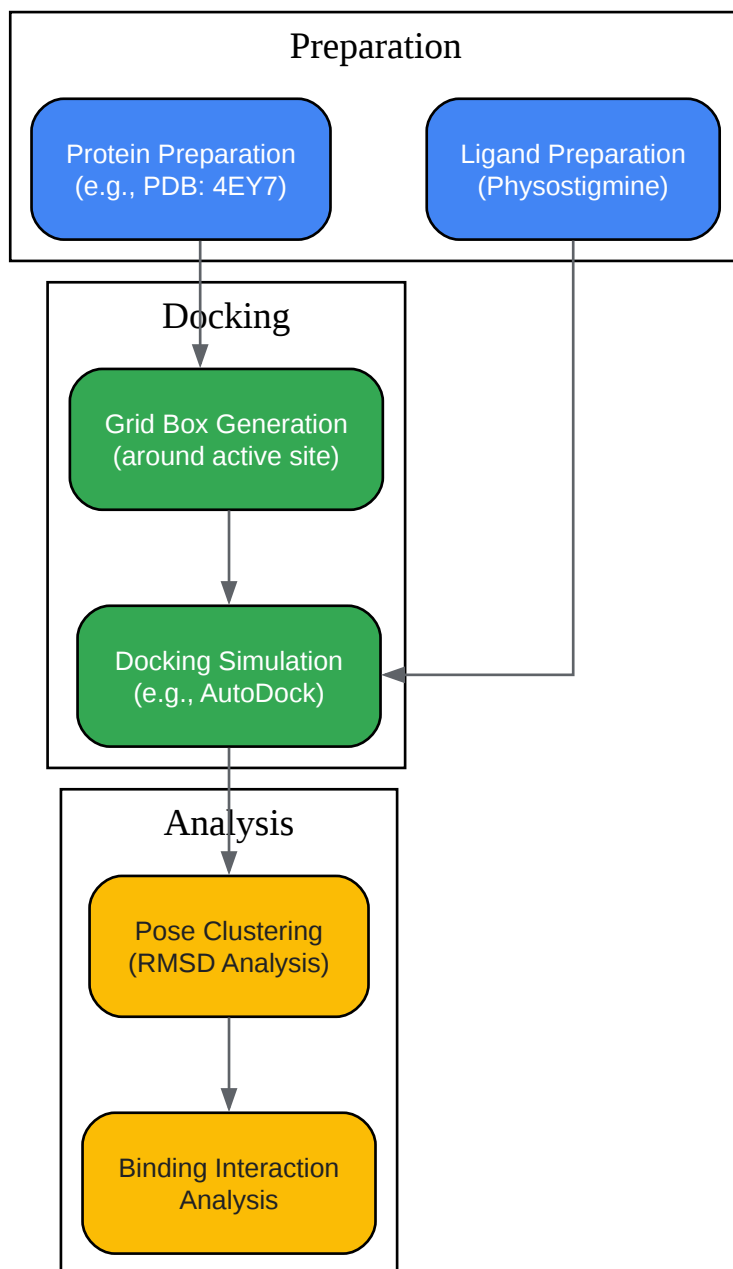 Preparation
Protein Preparation
(e.g., PDB: 4EY7)
Ligand Preparation
(Physostigmine)
Docking
Grid Box Generation
(around active site)
Docking Simulation
(e.g., AutoDock)
Analysis
Pose Clustering
(RMSD Analysis)
Binding Interaction
Analysis